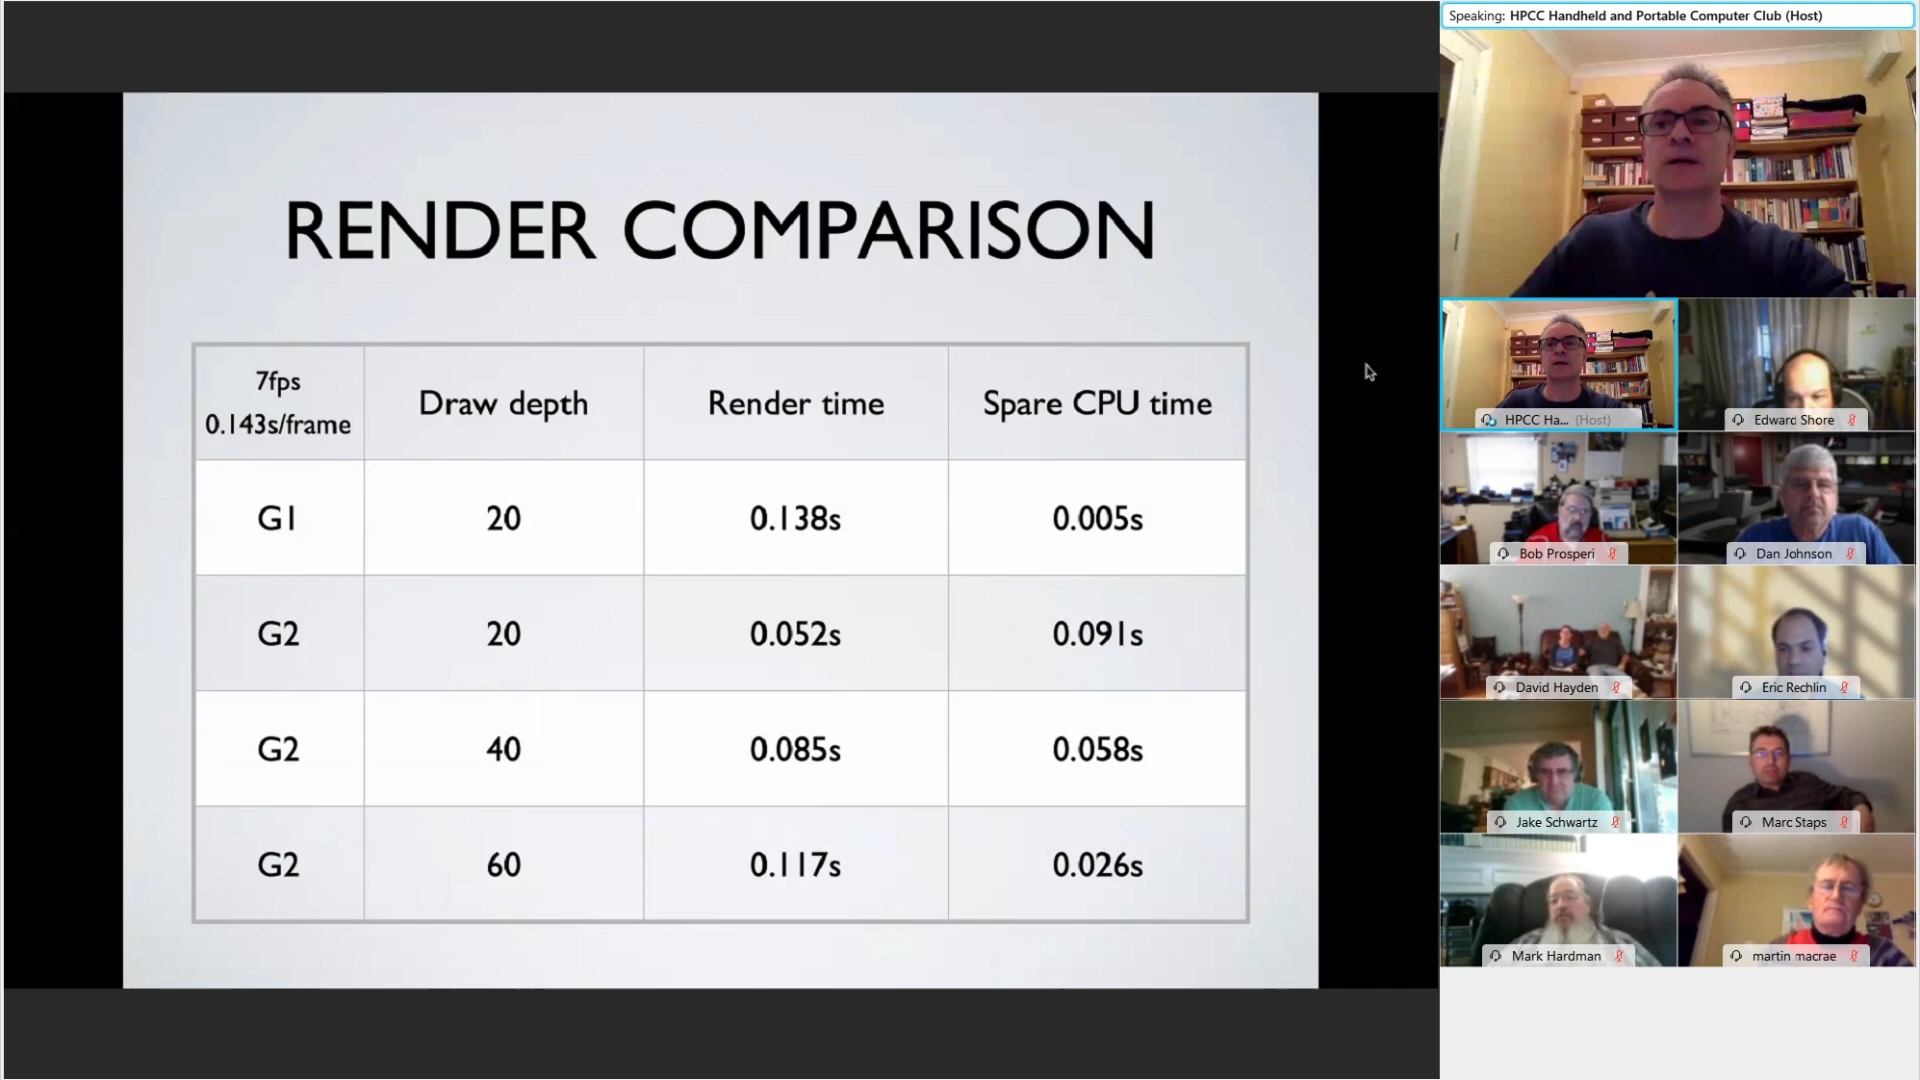 Speaking: HPCC Handheld and Portable Computer Club (Host)
RENDER COMPARISON
7fps
0.143s/frame
Draw depth
Render time
Spare CPU time
G1
20
0.138s
0.005s
G2
20
0.052s
0.091s
G2
40
0.085s
0.058s
G2
60
0.117s
0.026s
HPCC Ha... (Host)
Edward Shore
Bob Prosperi
Dan Johnson
David Hayden
Eric Rechlin
Jake Schwartz
Marc Staps
Mark Hardman
martin macrae